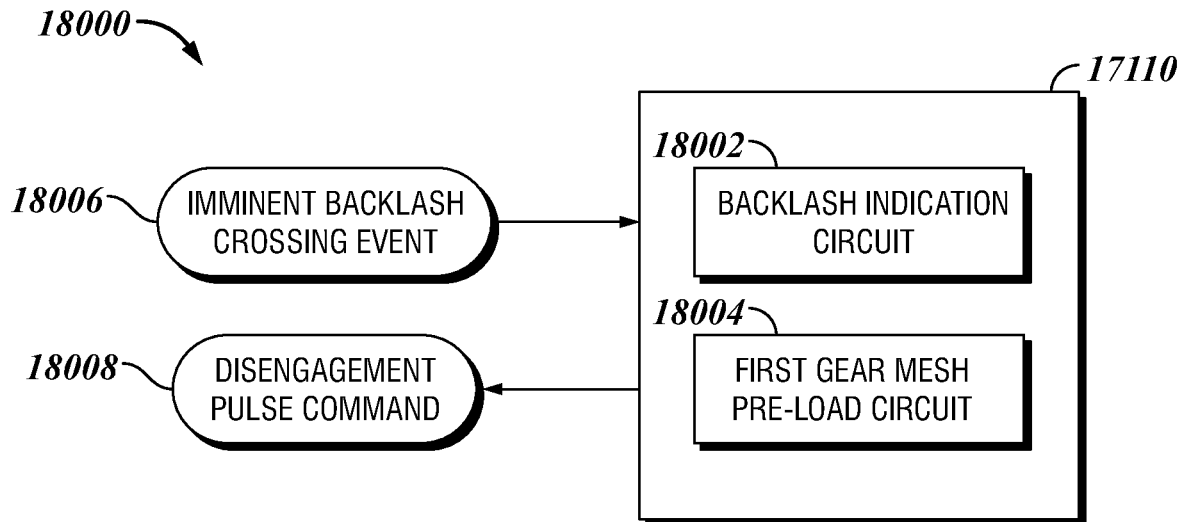 18000
17110
18006
IMMINENT BACKLASH
CROSSING EVENT
18002
BACKLASH INDICATION
CIRCUIT
18008
DISENGAGEMENT
PULSE COMMAND
18004
FIRST GEAR MESH
PRE-LOAD CIRCUIT